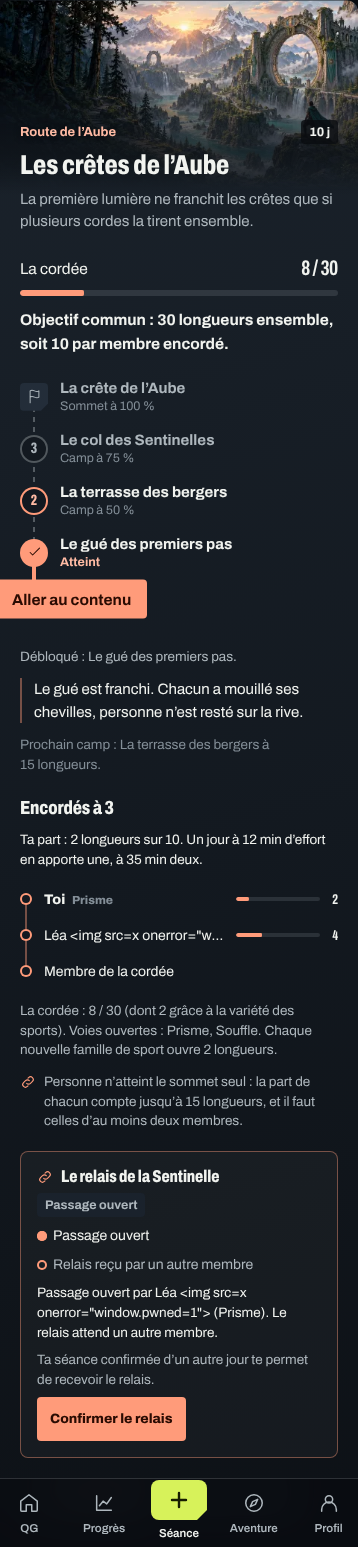 Route de l'Aube
10 j
Les crêtes de l'Aube
La première lumière ne franchit les crêtes que si
plusieurs cordes la tirent ensemble.
La cordée
8 / 30
Objectif commun : 30 longueurs ensemble,
soit 10 par membre encordé.
La crête de l'Aube
Sommet à 100 %
3
Le col des Sentinelles
Camp à 75 %
2
La terrasse des bergers
Camp à 50 %
Le gué des premiers pas
Atteint
Aller au contenu
Débloqué : Le gué des premiers pas.
Le gué est franchi. Chacun a mouillé ses
chevilles, personne n'est resté sur la rive.
Prochain camp : La terrasse des bergers à
15 longueurs.
Encordés à 3
Ta part : 2 longueurs sur 10. Un jour à 12 min d'effort
en apporte une, à 35 min deux.
Toi Prisme
2
Léa <img src=x onerror="w...
4
Membre de la cordée
La cordée : 8 / 30 (dont 2 grâce à la variété des
sports). Voies ouvertes : Prisme, Souffle. Chaque
nouvelle famille de sport ouvre 2 longueurs.
Personne n'atteint le sommet seul : la part de
chacun compte jusqu'à 15 longueurs, et il faut
celles d'au moins deux membres.
Le relais de la Sentinelle
Passage ouvert
Passage ouvert
Relais reçu par un autre membre
Passage ouvert par Léa <img src=x
onerror="window.pwned=1"> (Prisme). Le
relais attend un autre membre.
Ta séance confirmée d'un autre jour te permet
de recevoir le relais.
Confirmer le relais
QG
Progrès
Séance
Aventure
Profil